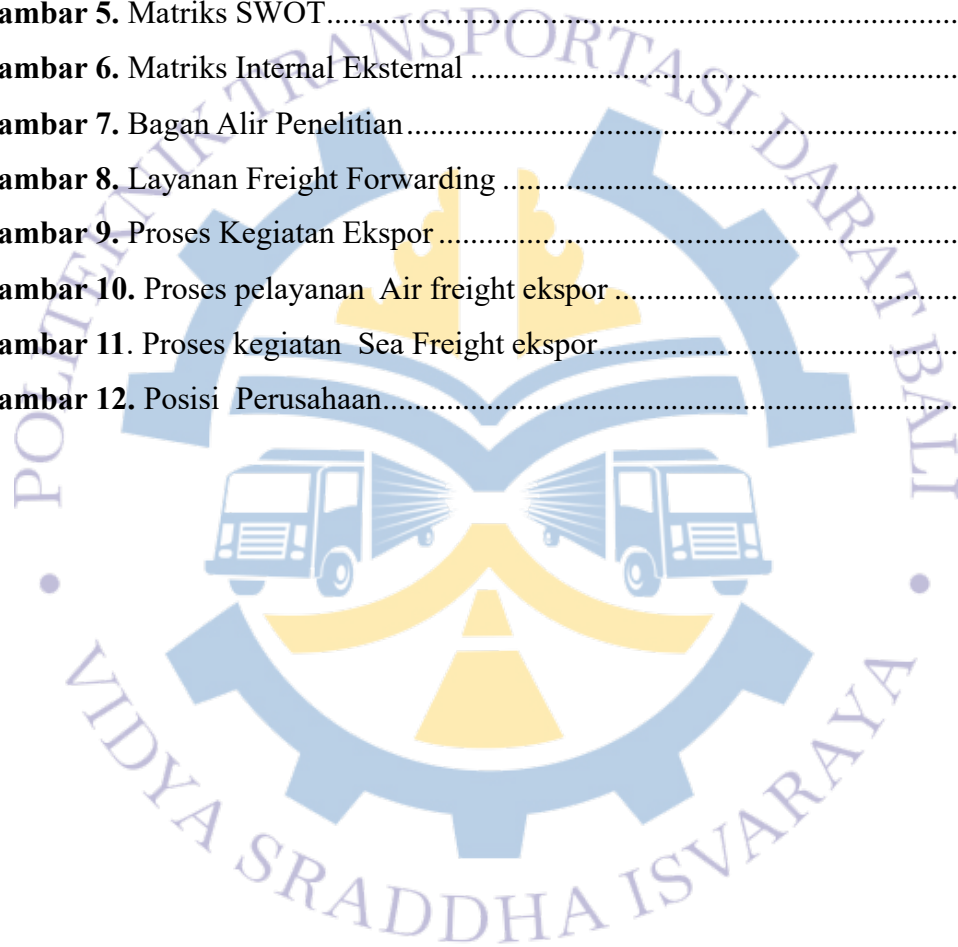 ambar 5. Matriks SWOT
ambar 6. Matriks Internal Eksternal
ambar 7. Bagan Alir Penelitian
ambar 8. Layanan Freight Forwarding
ambar 9. Proses Kegiatan Ekspor
ambar 10. Proses pelayanan  Air freight ekspor
ambar 11. Proses kegiatan  Sea Freight ekspor
ambar 12. Posisi  Perusahaan
POLITEKNIK TRANSPORTASI DARAT BALI
VIDYA SRADDHA ISVARAYA